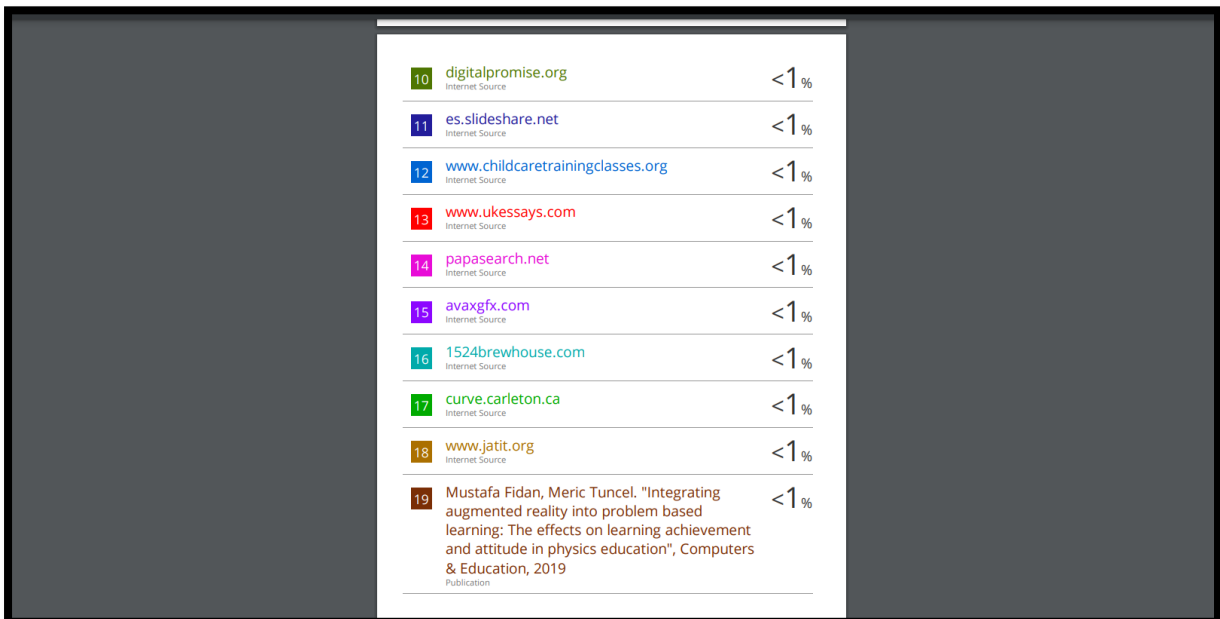 10 digitalpromise.org <1%
Internet Source
11 es.slideshare.net <1%
Internet Source
12 www.childcaretrainingclasses.org <1%
Internet Source
13 www.ukessays.com <1%
Internet Source
14 papasearch.net <1%
Internet Source
15 avaxgfx.com <1%
Internet Source
16 1524brewhouse.com <1%
Internet Source
17 curve.carleton.ca <1%
Internet Source
18 www.jatit.org <1%
Internet Source
19 Mustafa Fidan, Meric Tuncel. "Integrating <1%
augmented reality into problem based
learning: The effects on learning achievement
and attitude in physics education", Computers
& Education, 2019
Publication